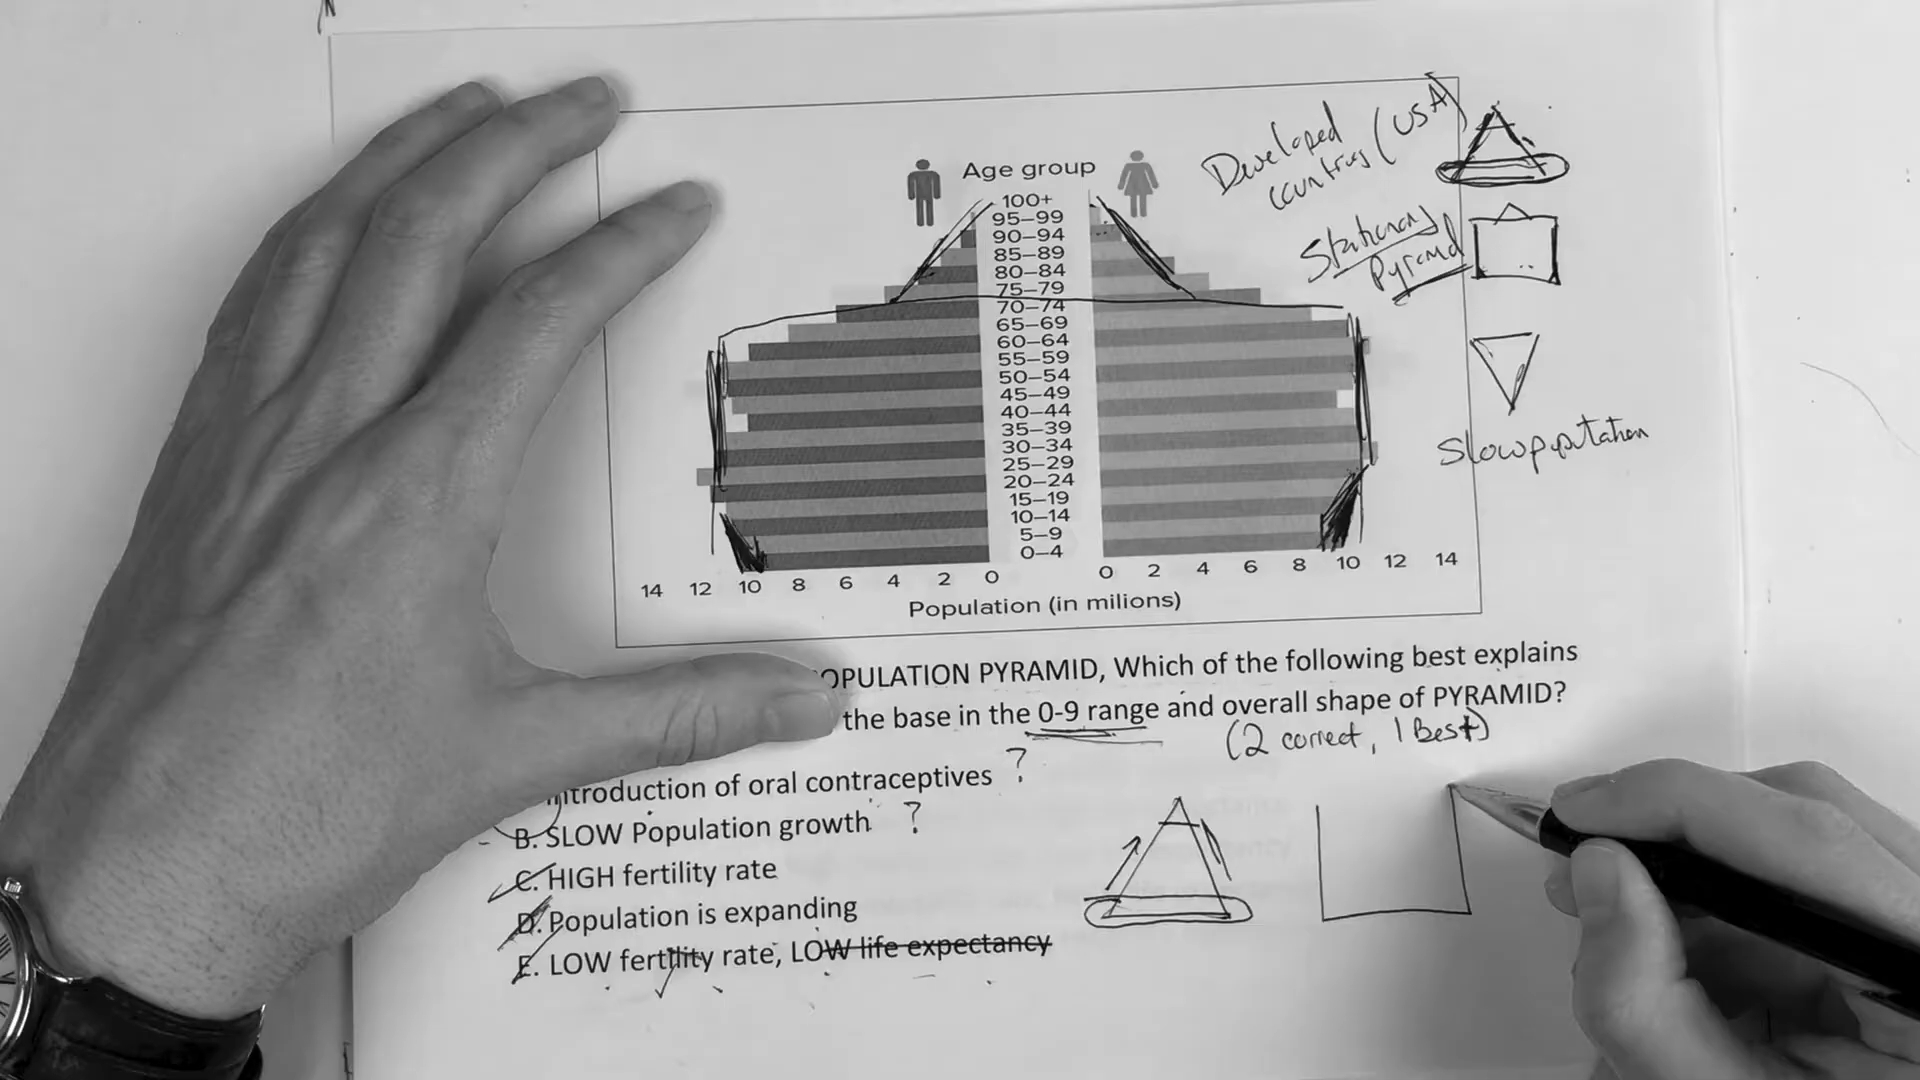 Developed
countries (USA)
Age group
100+
95–99
90–94
85–89
80–84
75–79
70–74
65–69
60–64
55–59
50–54
45–49
40–44
35–39
30–34
25–29
20–24
15–19
10–14
5–9
0–4
Stationary
Pyramid
Slow population
14 12 10 8 6 4 2 0 0 2 4 6 8 10 12 14
Population (in milions)
OPULATION PYRAMID, Which of the following best explains
the base in the 0-9 range and overall shape of PYRAMID?
(2 correct, 1 Best)
ntroduction of oral contraceptives ?
B. SLOW Population growth ?
C. HIGH fertility rate
D. Population is expanding
E. LOW fertility rate, LOW life expectancy